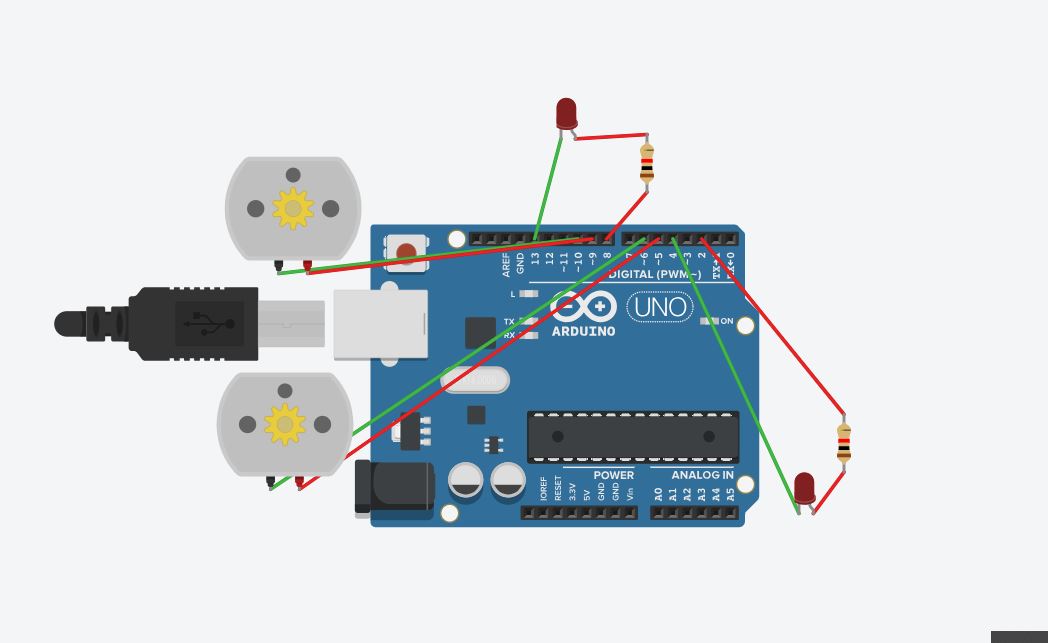 AREF
GND
13
12
~11
~10
~9
8
7
~6
~5
4
~3
2
TX→1
RX←0
DIGITAL (PWM~)
L
TX
RX
ARDUINO
UNO
ON
POWER
ANALOG IN
IOREF
RESET
3.3V
5V
GND
GND
Vin
A0
A1
A2
A3
A4
A5